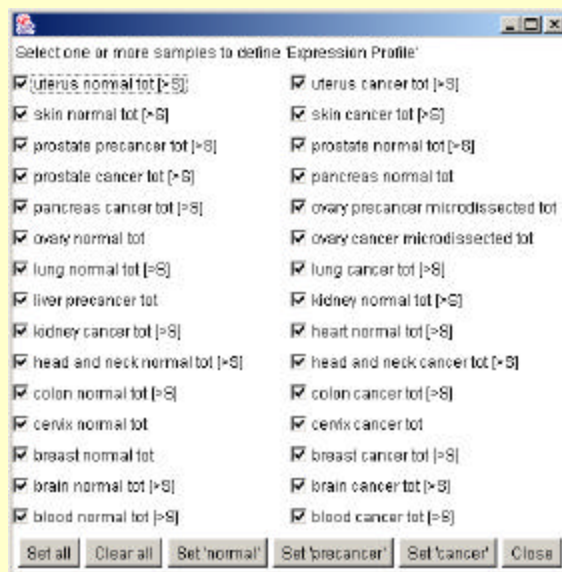 Select one or more samples to define 'Expression Profile'
uterus normal tot [>S] uterus cancer tot [>S]
skin normal tot [>S] skin cancer tot [>S]
prostate precancer tot [>S] prostate normal tot [>S]
prostate cancer tot [>S] pancreas normal tot
pancreas cancer tot [>S] ovary precancer microdissected tot
ovary normal tot ovary cancer microdissected tot
lung normal tot [>S] lung cancer tot [>S]
liver precancer tot kidney normal tot [>S]
kidney cancer tot [>S] heart normal tot [>S]
head and neck normal tot [>S] head and neck cancer tot [>S]
colon normal tot [>S] colon cancer tot [>S]
cervix normal tot cervix cancer tot
breast normal tot breast cancer tot [>S]
brain normal tot [>S] brain cancer tot [>S]
blood normal tot [>S] blood cancer tot [>S]
Set all Clear all Set 'normal' Set 'precancer' Set 'cancer' Close